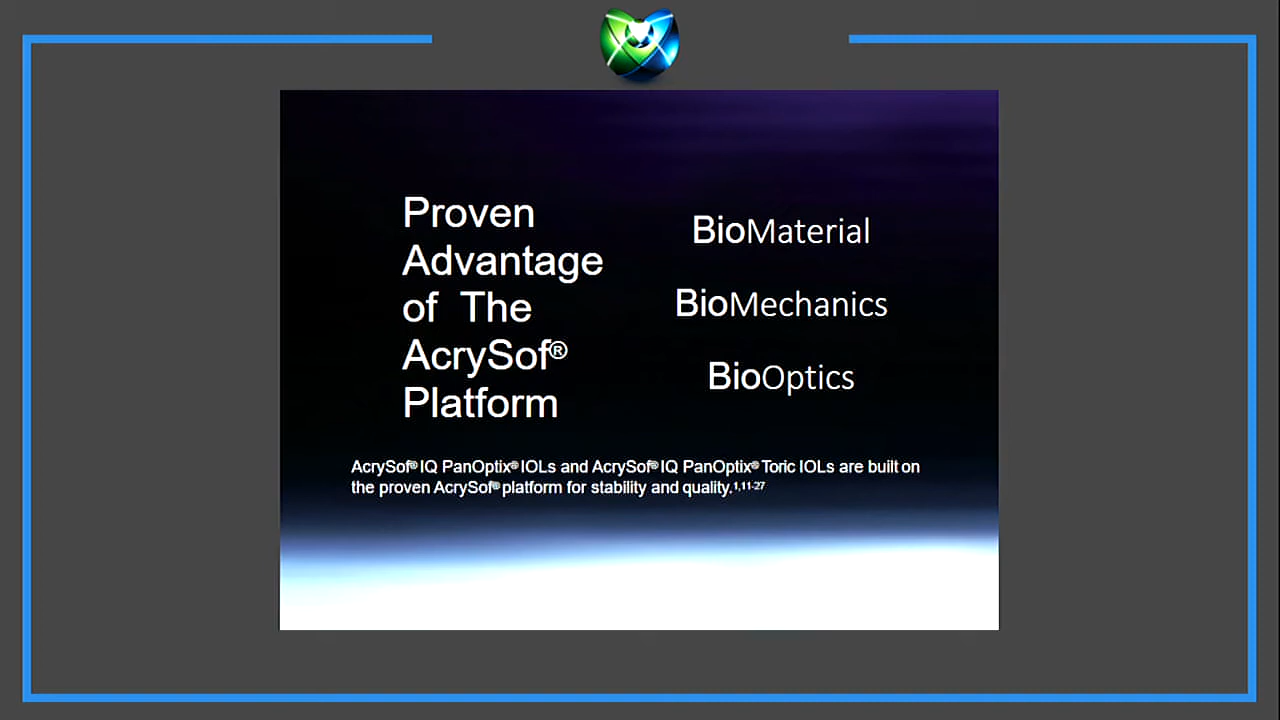 Proven
Advantage
of The
AcrySof®
Platform
BioMaterial
BioMechanics
BioOptics
AcrySof® IQ PanOptix® IOLs and AcrySof® IQ PanOptix® Toric IOLs are built on
the proven AcrySof® platform for stability and quality.1,11-27